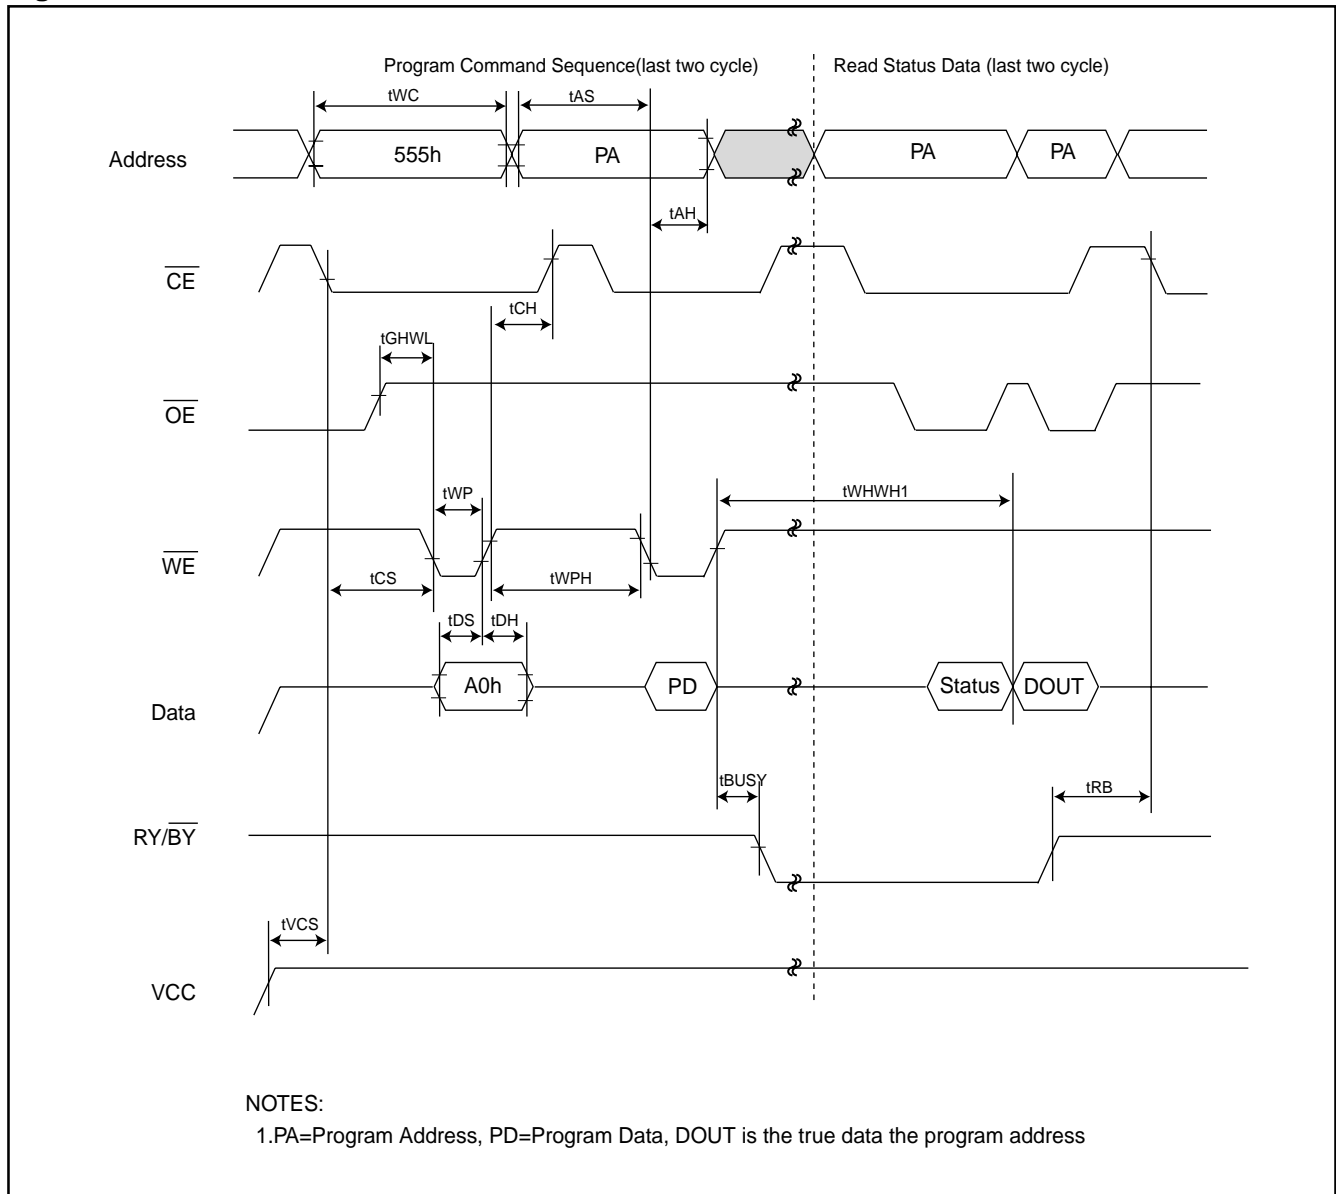 Program Command Sequence(last two cycle) Read Status Data (last two cycle)
tWC tAS
Address 555h PA PA PA
tAH
CE
tCH
tGHWL
OE
tWP tWHWH1
WE
tCS tWPH
tDS tDH
Data A0h PD Status DOUT
tBUSY tRB
RY/BY
tVCS
VCC
NOTES:
1.PA=Program Address, PD=Program Data, DOUT is the true data the program address